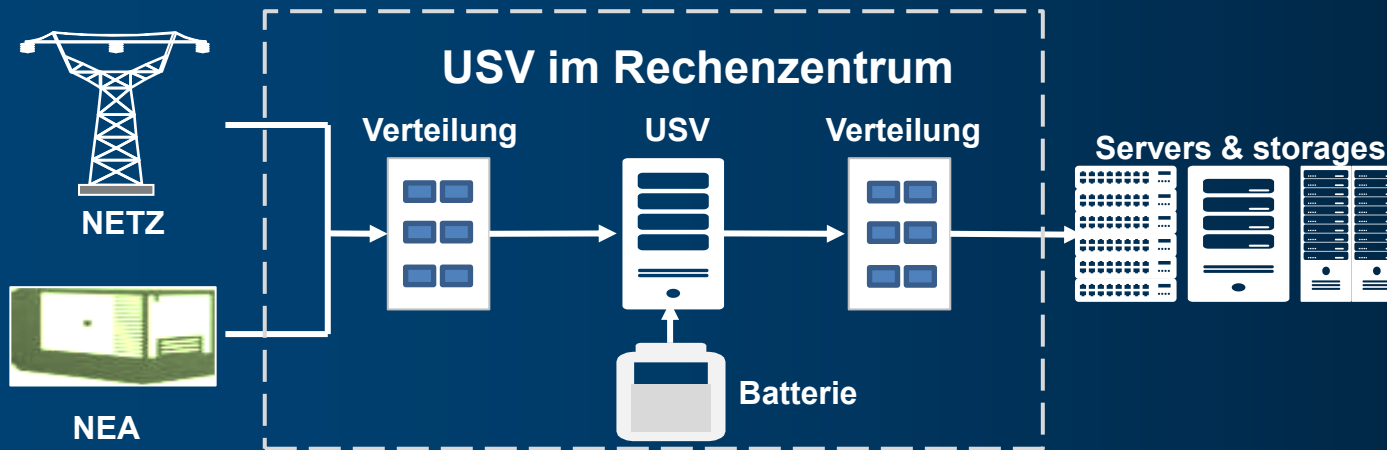 USV im Rechenzentrum
Verteilung
USV
Verteilung
Servers & storages
NETZ
Batterie
NEA